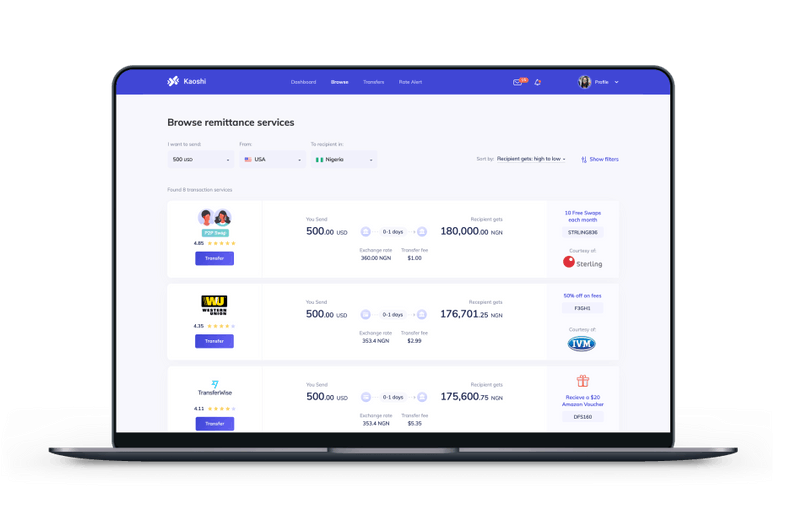 Kaoshi
Dashboard
Browse
Transfers
Rate Alert
Profile
Browse remittance services
I want to send:
From:
To recipient in:
500 USD
USA
Nigeria
Sort by: Recipient gets: high to low
Show filters
Found 8 transaction services
P2P Swap
4.85
Transfer
You Send
500.00 USD
0-1 days
Recipient gets
180,000.00 NGN
Exchange rate
360.00 NGN
Transfer fee
$1.00
10 Free Swaps
each month
STRLING836
Courtesy of:
Sterling
WU
WESTERN
UNION
4.35
Transfer
You Send
500.00 USD
0-1 days
Recipient gets
176,701.25 NGN
Exchange rate
353.4 NGN
Transfer fee
$2.99
50% off on fees
F3GH1
Courtesy of:
IVM
TransferWise
4.11
Transfer
You Send
500.00 USD
0-1 days
Recipient gets
175,600.75 NGN
Exchange rate
353.4 NGN
Transfer fee
$5.35
Recieve a $20
Amazon Voucher
DPS160